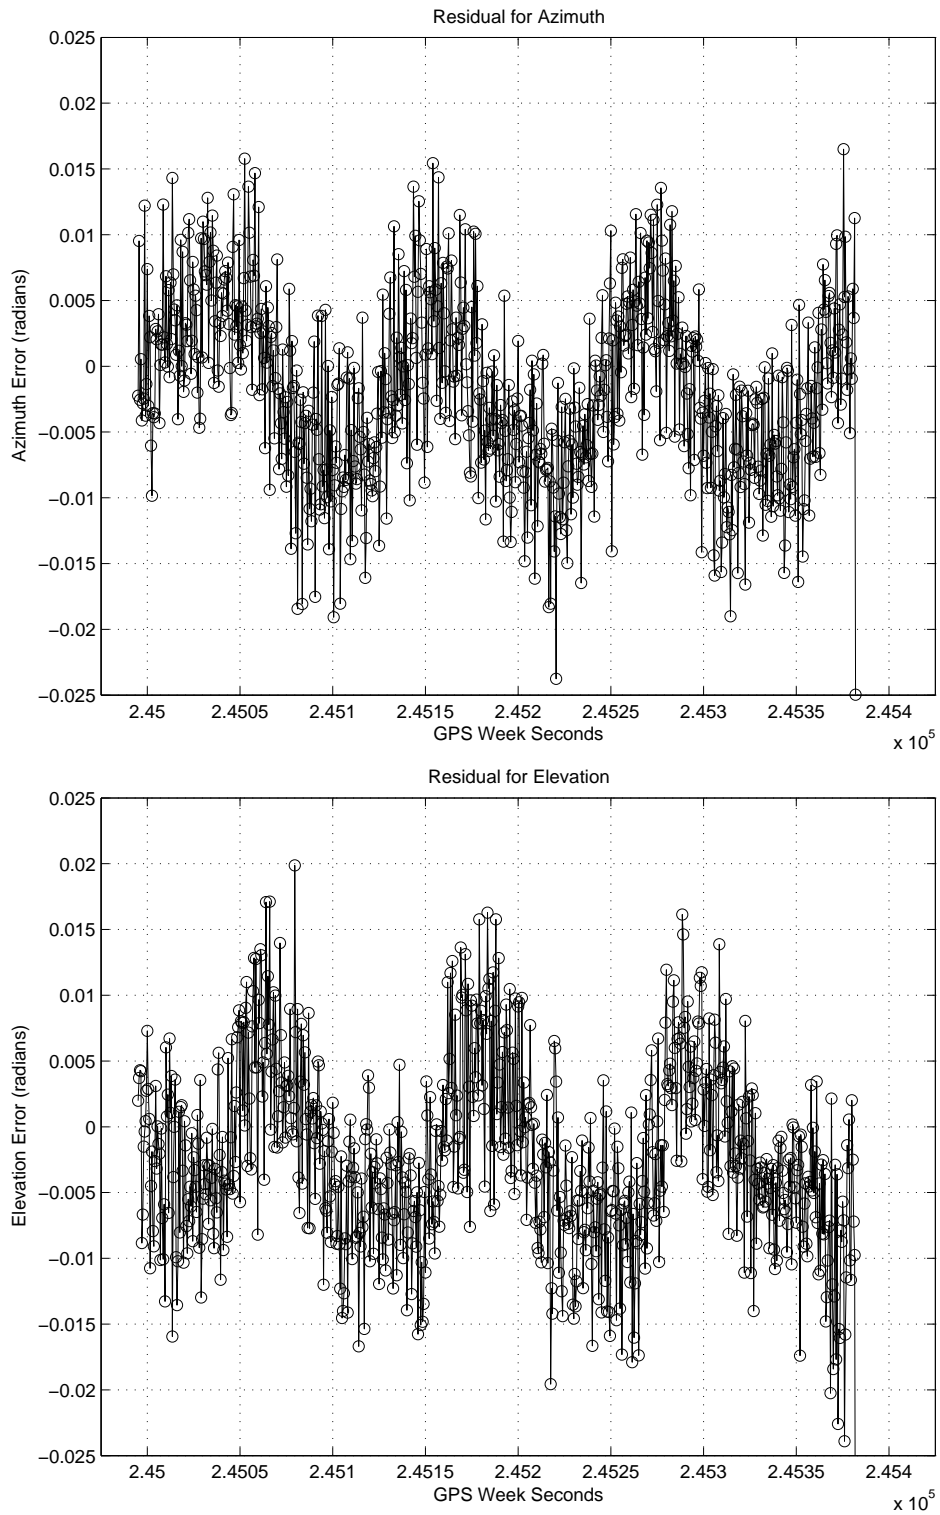 Residual for Azimuth
0.025
0.02
0.015
0.01
0.005
0
−0.005
−0.01
−0.015
−0.02
−0.025
Azimuth Error (radians)
2.45 2.4505 2.451 2.4515 2.452 2.4525 2.453 2.4535 2.454
GPS Week Seconds
x 10^5
Residual for Elevation
0.025
0.02
0.015
0.01
0.005
0
−0.005
−0.01
−0.015
−0.02
−0.025
Elevation Error (radians)
2.45 2.4505 2.451 2.4515 2.452 2.4525 2.453 2.4535 2.454
GPS Week Seconds
x 10^5